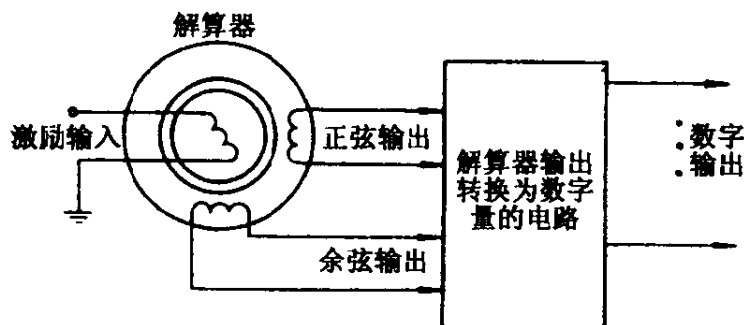 解算器
激励输入
正弦输出
余弦输出
解算器输出
转换为数字
量的电路
数字
输出